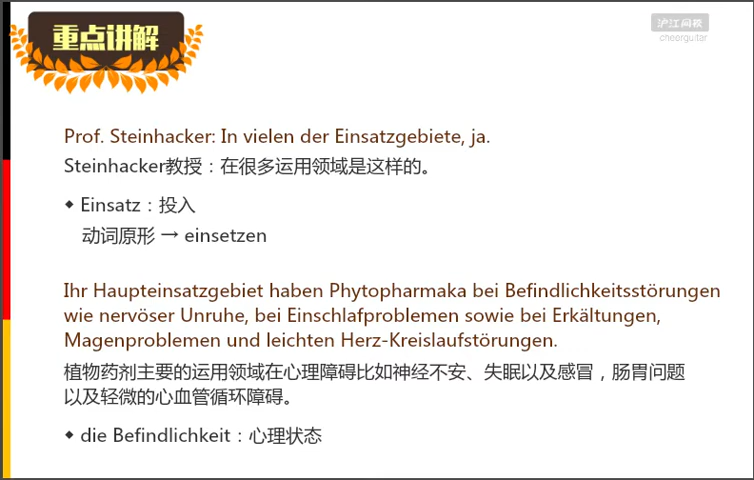 重点讲解
沪江网校
cheerguitar
Prof. Steinhacker: In vielen der Einsatzgebiete, ja.
Steinhacker教授：在很多运用领域是这样的。
◆ Einsatz：投入
动词原形 → einsetzen
Ihr Haupteinsatzgebiet haben Phytopharmaka bei Befindlichkeitsstörungen
wie nervöser Unruhe, bei Einschlafproblemen sowie bei Erkältungen,
Magenproblemen und leichten Herz-Kreislaufstörungen.
植物药剂主要的运用领域在心理障碍比如神经不安、失眠以及感冒，肠胃问题
以及轻微的心血管循环障碍。
◆ die Befindlichkeit：心理状态